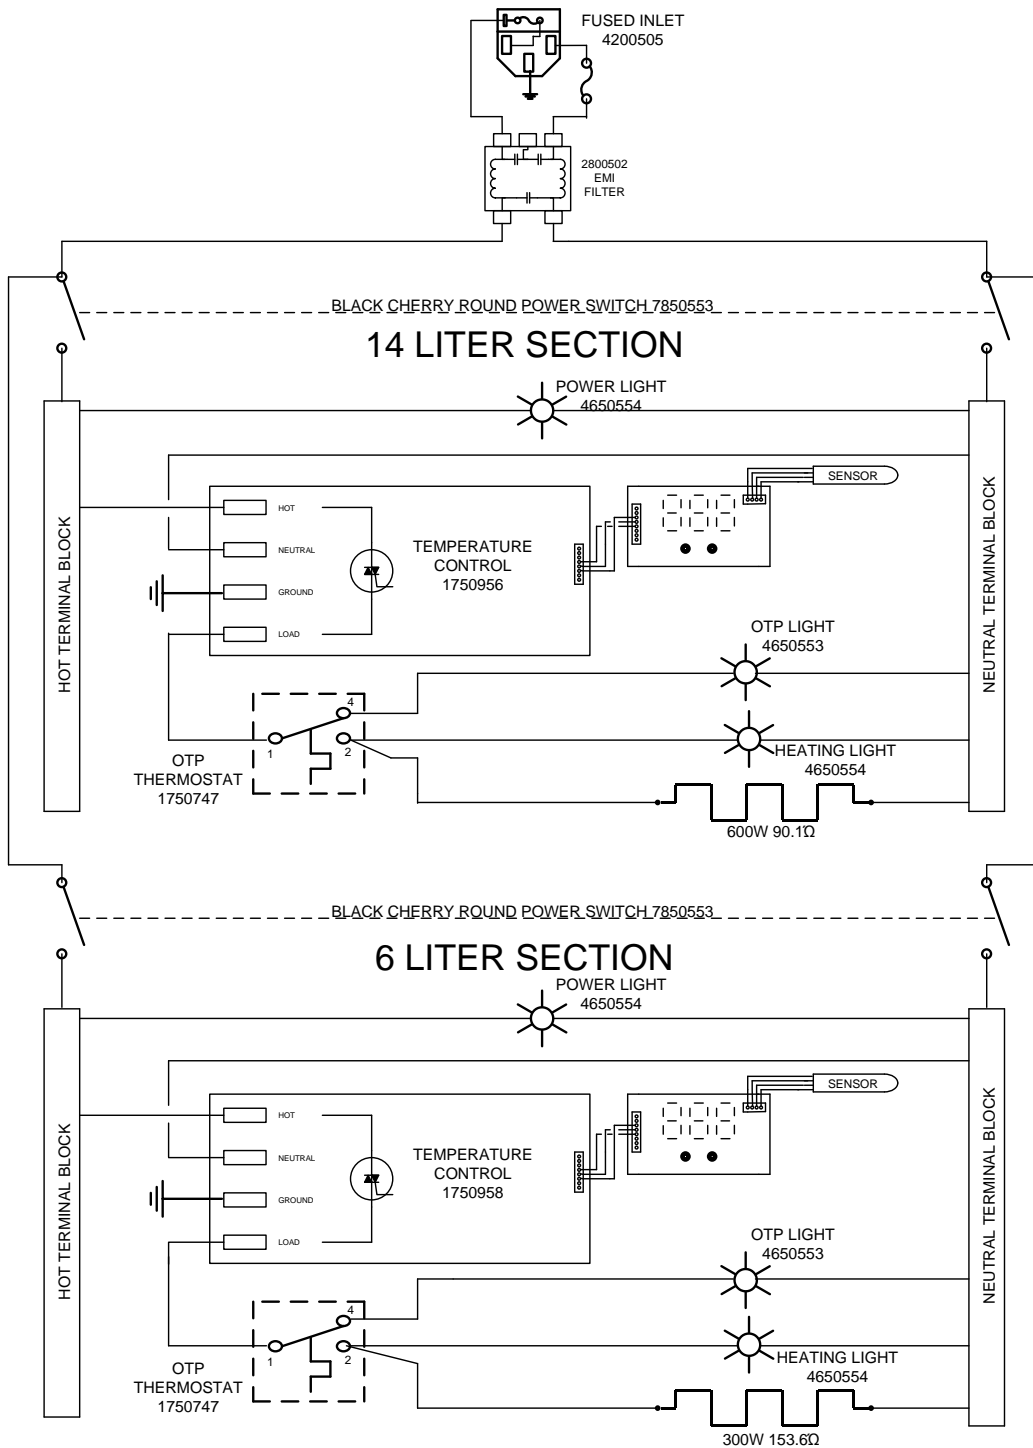 FUSED INLET
4200505
2800502
EMI
FILTER
BLACK CHERRY ROUND POWER SWITCH 7850553
14 LITER SECTION
POWER LIGHT
4650554
HOT TERMINAL BLOCK
NEUTRAL TERMINAL BLOCK
SENSOR
HOT
NEUTRAL
GROUND
LOAD
TEMPERATURE
CONTROL
1750956
OTP LIGHT
4650553
4
1
2
OTP
THERMOSTAT
1750747
HEATING LIGHT
4650554
600W 90.1Ω
BLACK CHERRY ROUND POWER SWITCH 7850553
6 LITER SECTION
POWER LIGHT
4650554
HOT TERMINAL BLOCK
NEUTRAL TERMINAL BLOCK
SENSOR
HOT
NEUTRAL
GROUND
LOAD
TEMPERATURE
CONTROL
1750958
OTP LIGHT
4650553
4
1
2
OTP
THERMOSTAT
1750747
HEATING LIGHT
4650554
300W 153.6Ω